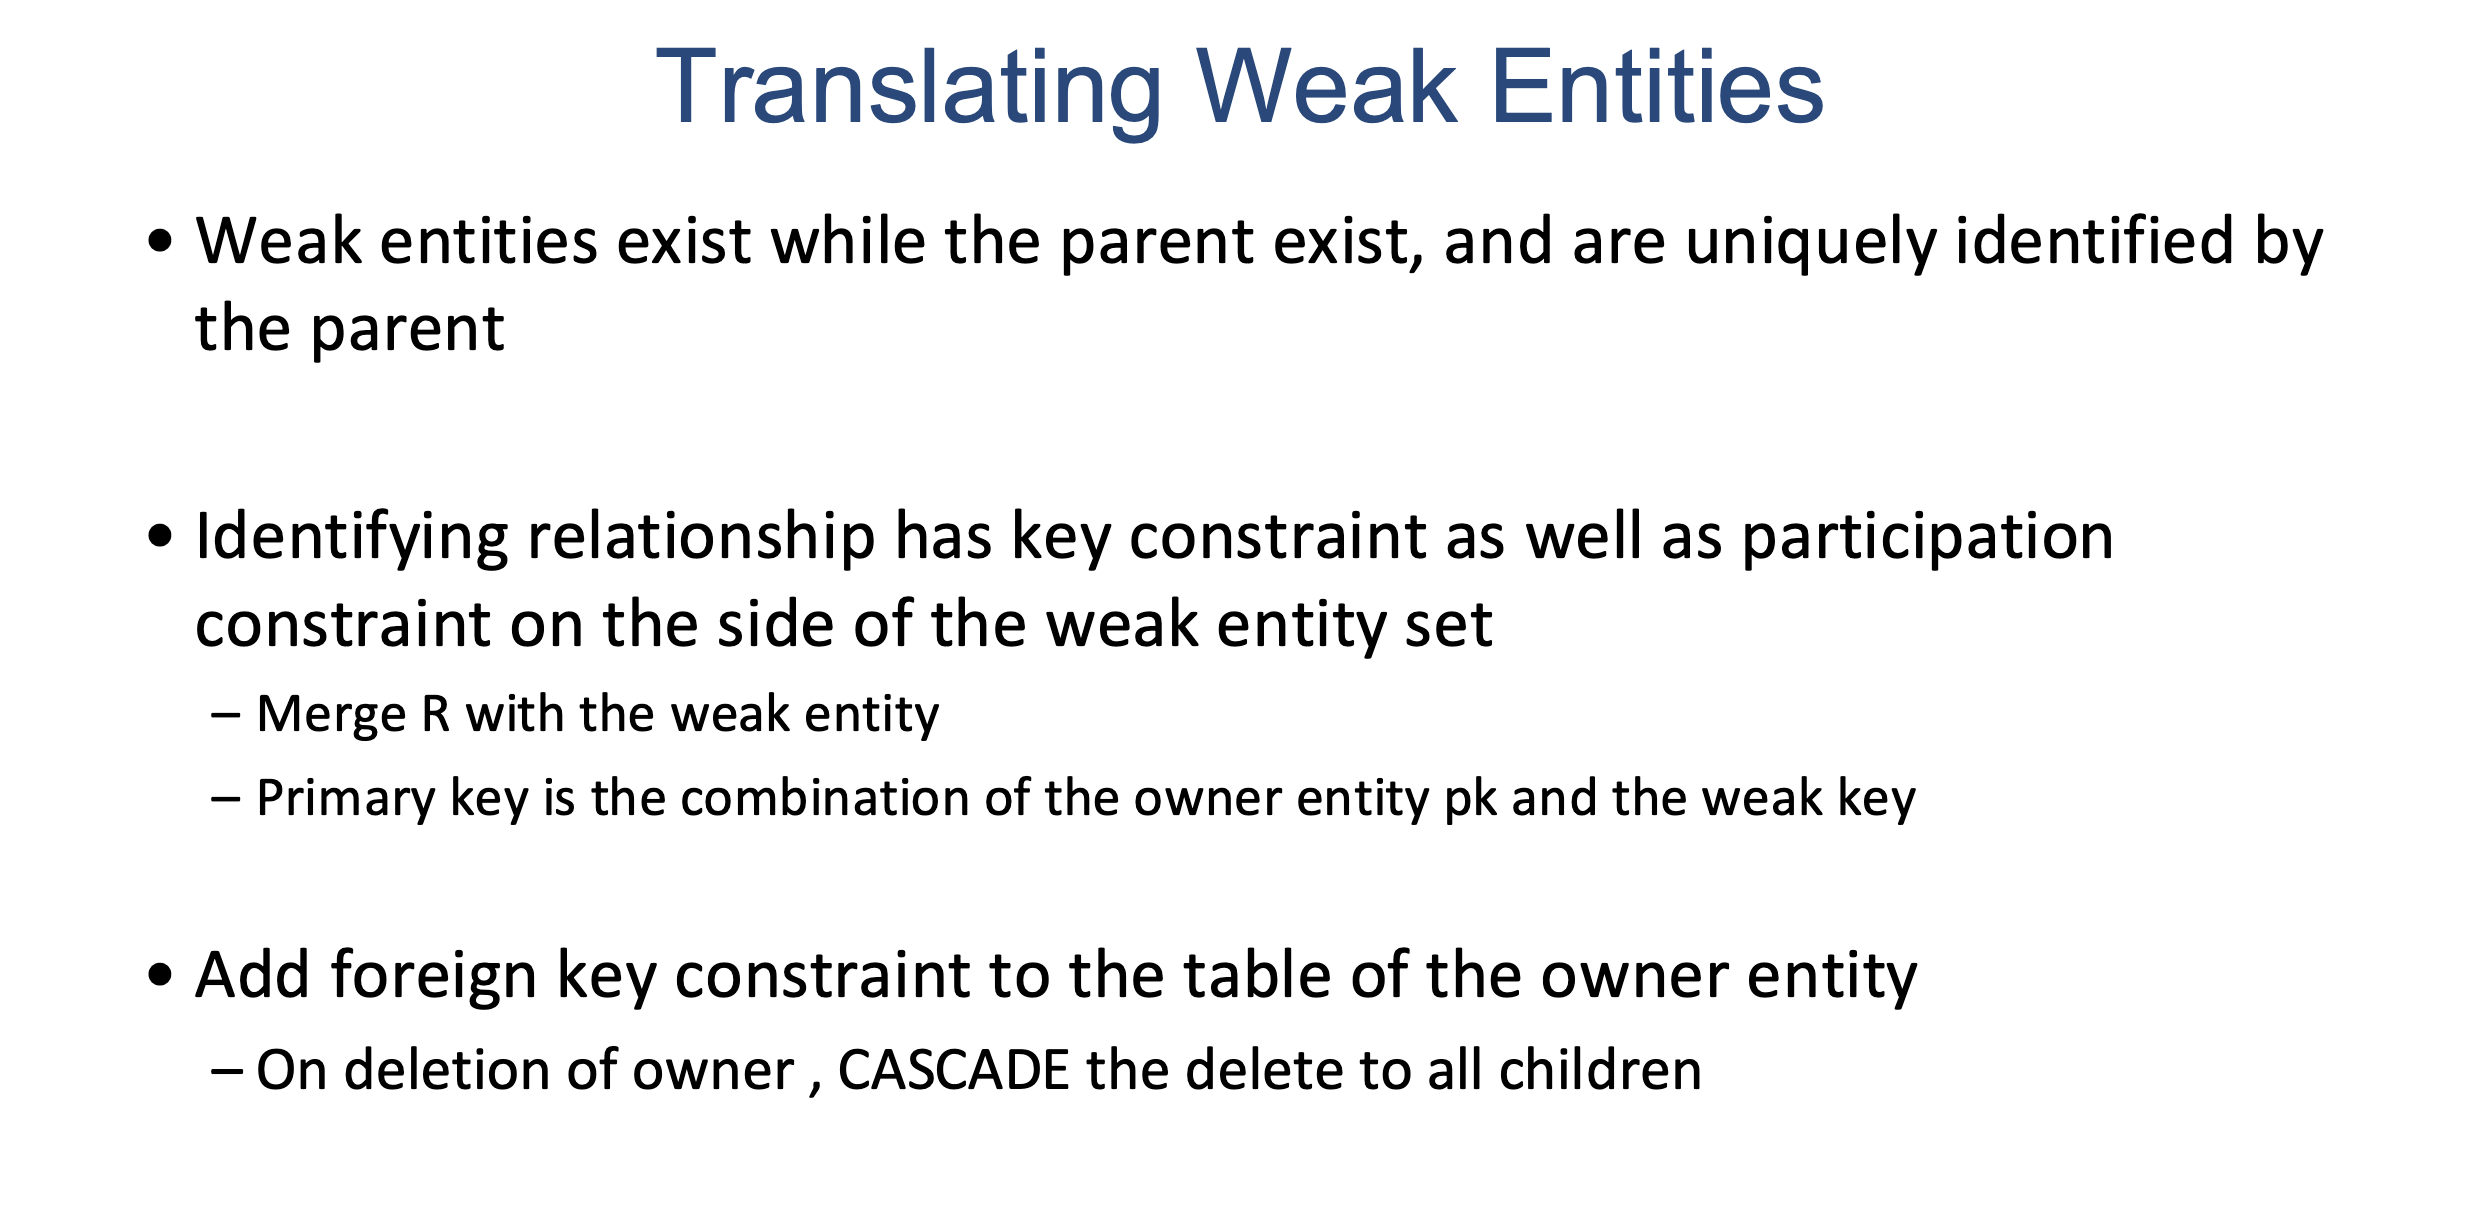 Translating Weak Entities
• Weak entities exist while the parent exist, and are uniquely identified by
the parent
• Identifying relationship has key constraint as well as participation
constraint on the side of the weak entity set
– Merge R with the weak entity
– Primary key is the combination of the owner entity pk and the weak key
• Add foreign key constraint to the table of the owner entity
– On deletion of owner , CASCADE the delete to all children